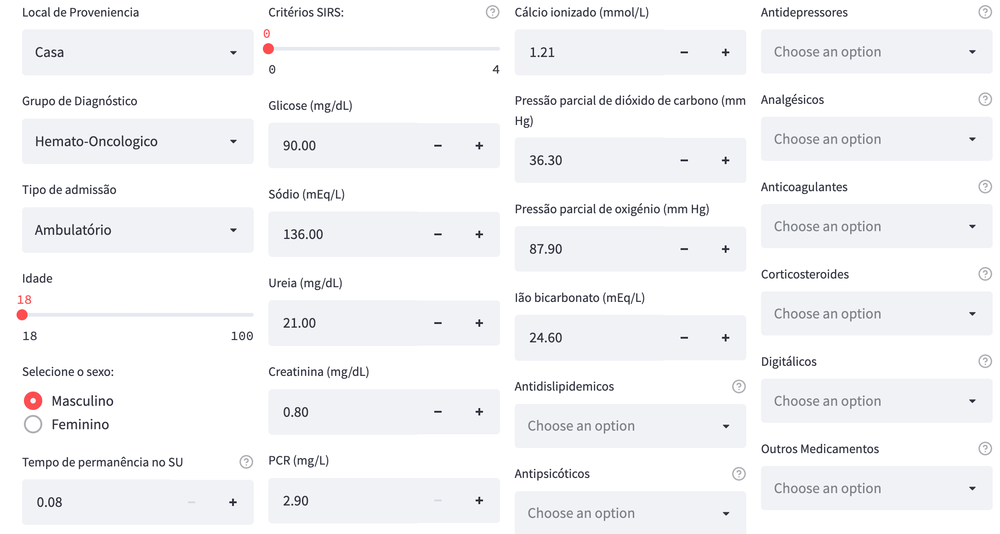 Local de Proveniencia
Casa
Grupo de Diagnóstico
Hemato-Oncologico
Tipo de admissão
Ambulatório
Idade
18
18 100
Selecione o sexo:
Masculino
Feminino
Tempo de permanência no SU
0.08
Critérios SIRS:
0
0 4
Glicose (mg/dL)
90.00
Sódio (mEq/L)
136.00
Ureia (mg/dL)
21.00
Creatinina (mg/dL)
0.80
PCR (mg/L)
2.90
Cálcio ionizado (mmol/L)
1.21
Pressão parcial de dióxido de carbono (mm
Hg)
36.30
Pressão parcial de oxigénio (mm Hg)
87.90
Ião bicarbonato (mEq/L)
24.60
Antidislipidemicos
Choose an option
Antipsicóticos
Choose an option
Antidepressores
Choose an option
Analgésicos
Choose an option
Anticoagulantes
Choose an option
Corticosteroides
Choose an option
Digitálicos
Choose an option
Outros Medicamentos
Choose an option